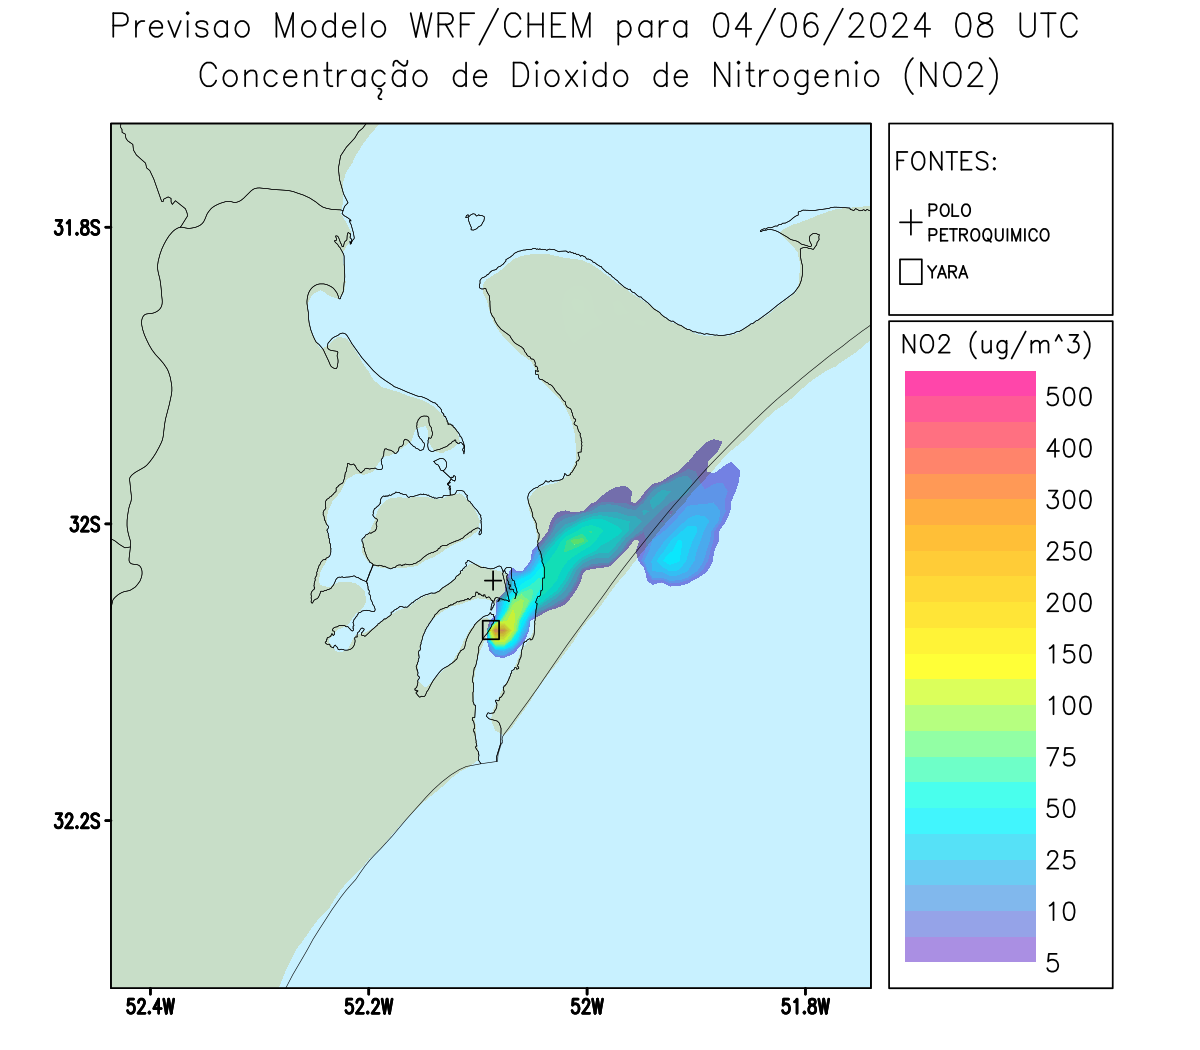 Previsao Modelo WRF/CHEM para 04/06/2024 08 UTC
Concentração de Dioxido de Nitrogenio (NO2)
FONTES:
POLO
PETROQUIMICO
YARA
NO2 (ug/m^3)
500
400
300
250
200
150
100
75
50
25
10
5
31.8S
32S
32.2S
52.4W
52.2W
52W
51.8W